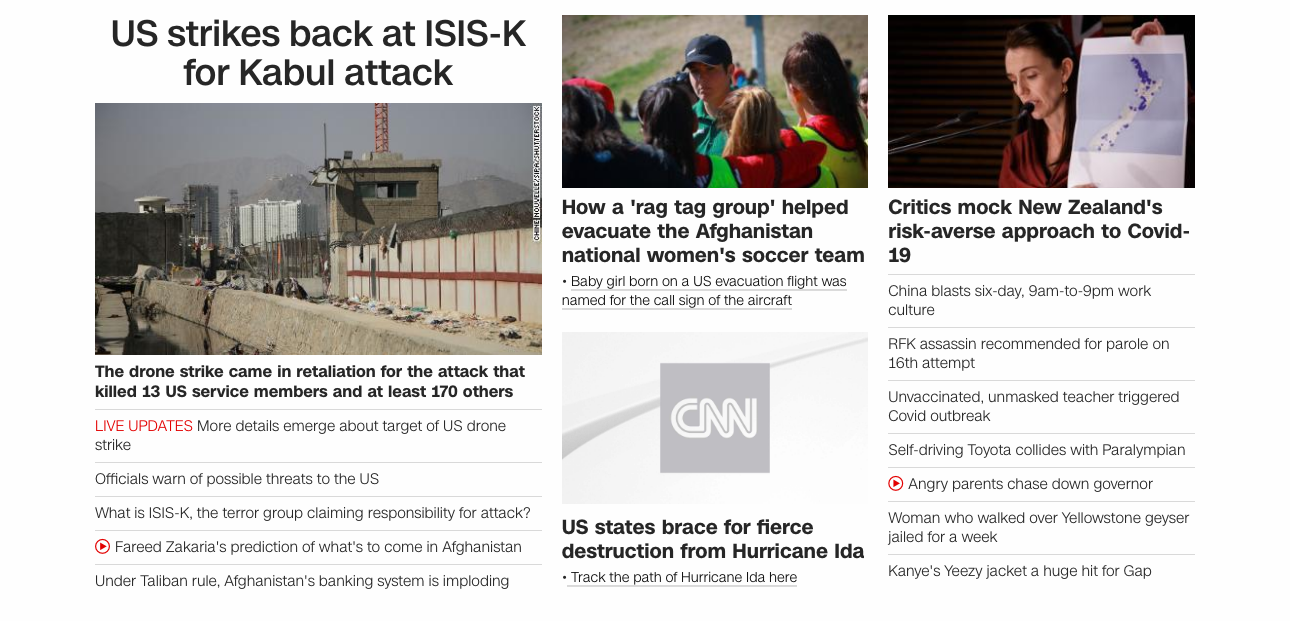 US strikes back at ISIS-K
for Kabul attack
CHINE NOUVELLE/SIPA/SHUTTERSTOCK
The drone strike came in retaliation for the attack that
killed 13 US service members and at least 170 others
LIVE UPDATES More details emerge about target of US drone
strike
Officials warn of possible threats to the US
What is ISIS-K, the terror group claiming responsibility for attack?
Fareed Zakaria's prediction of what's to come in Afghanistan
Under Taliban rule, Afghanistan's banking system is imploding
How a 'rag tag group' helped
evacuate the Afghanistan
national women's soccer team
• Baby girl born on a US evacuation flight was
named for the call sign of the aircraft
CNN
US states brace for fierce
destruction from Hurricane Ida
• Track the path of Hurricane Ida here
Critics mock New Zealand's
risk-averse approach to Covid-
19
China blasts six-day, 9am-to-9pm work
culture
RFK assassin recommended for parole on
16th attempt
Unvaccinated, unmasked teacher triggered
Covid outbreak
Self-driving Toyota collides with Paralympian
Angry parents chase down governor
Woman who walked over Yellowstone geyser
jailed for a week
Kanye's Yeezy jacket a huge hit for Gap